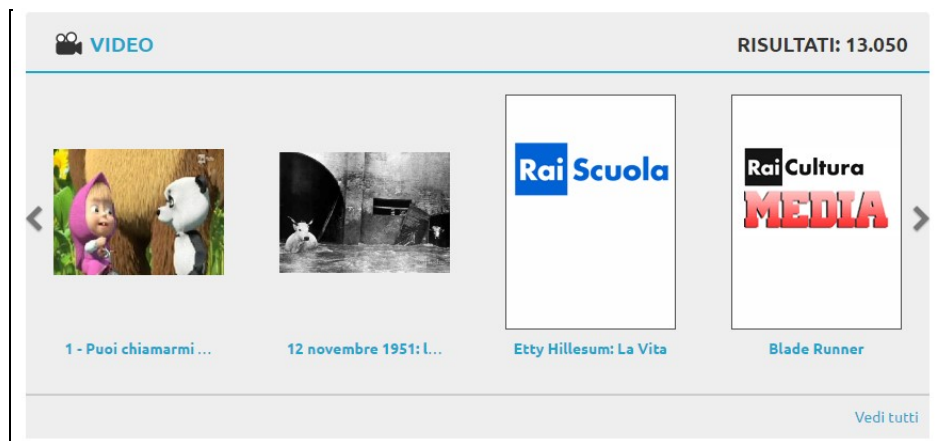 VIDEO
RISULTATI: 13.050
Rai Scuola
Rai Cultura
MEDIA
1 - Puoi chiamarmi ...
12 novembre 1951: l...
Etty Hillesum: La Vita
Blade Runner
Vedi tutti